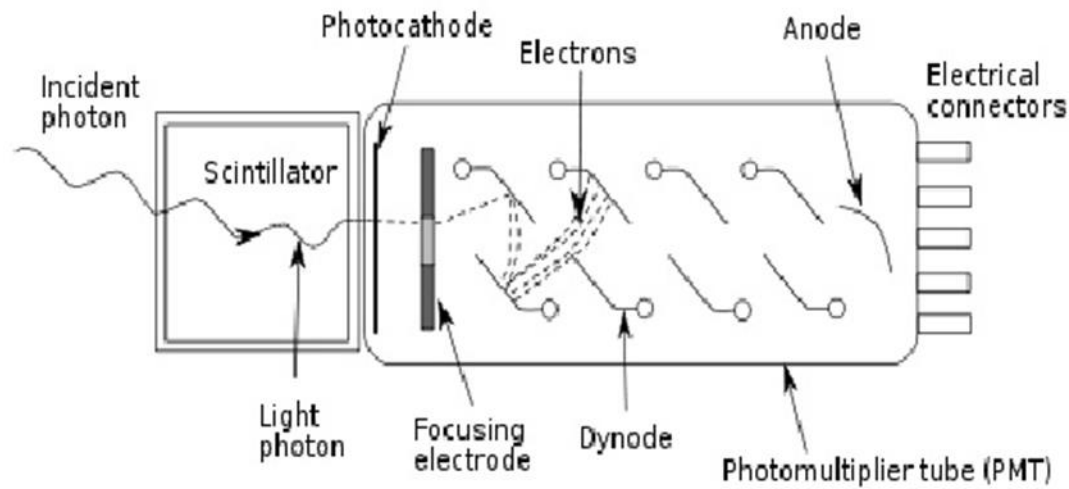 Photocathode
Electrons
Anode
Incident
photon
Electrical
connectors
Scintillator
Light
photon
Focusing
electrode
Dynode
Photomultiplier tube (PMT)